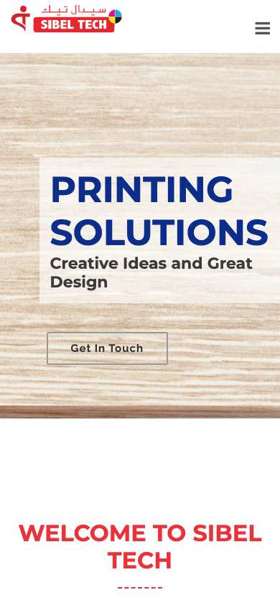 سيبال تيك
SIBEL TECH
PRINTING
SOLUTIONS
Creative Ideas and Great
Design
Get In Touch
WELCOME TO SIBEL
TECH